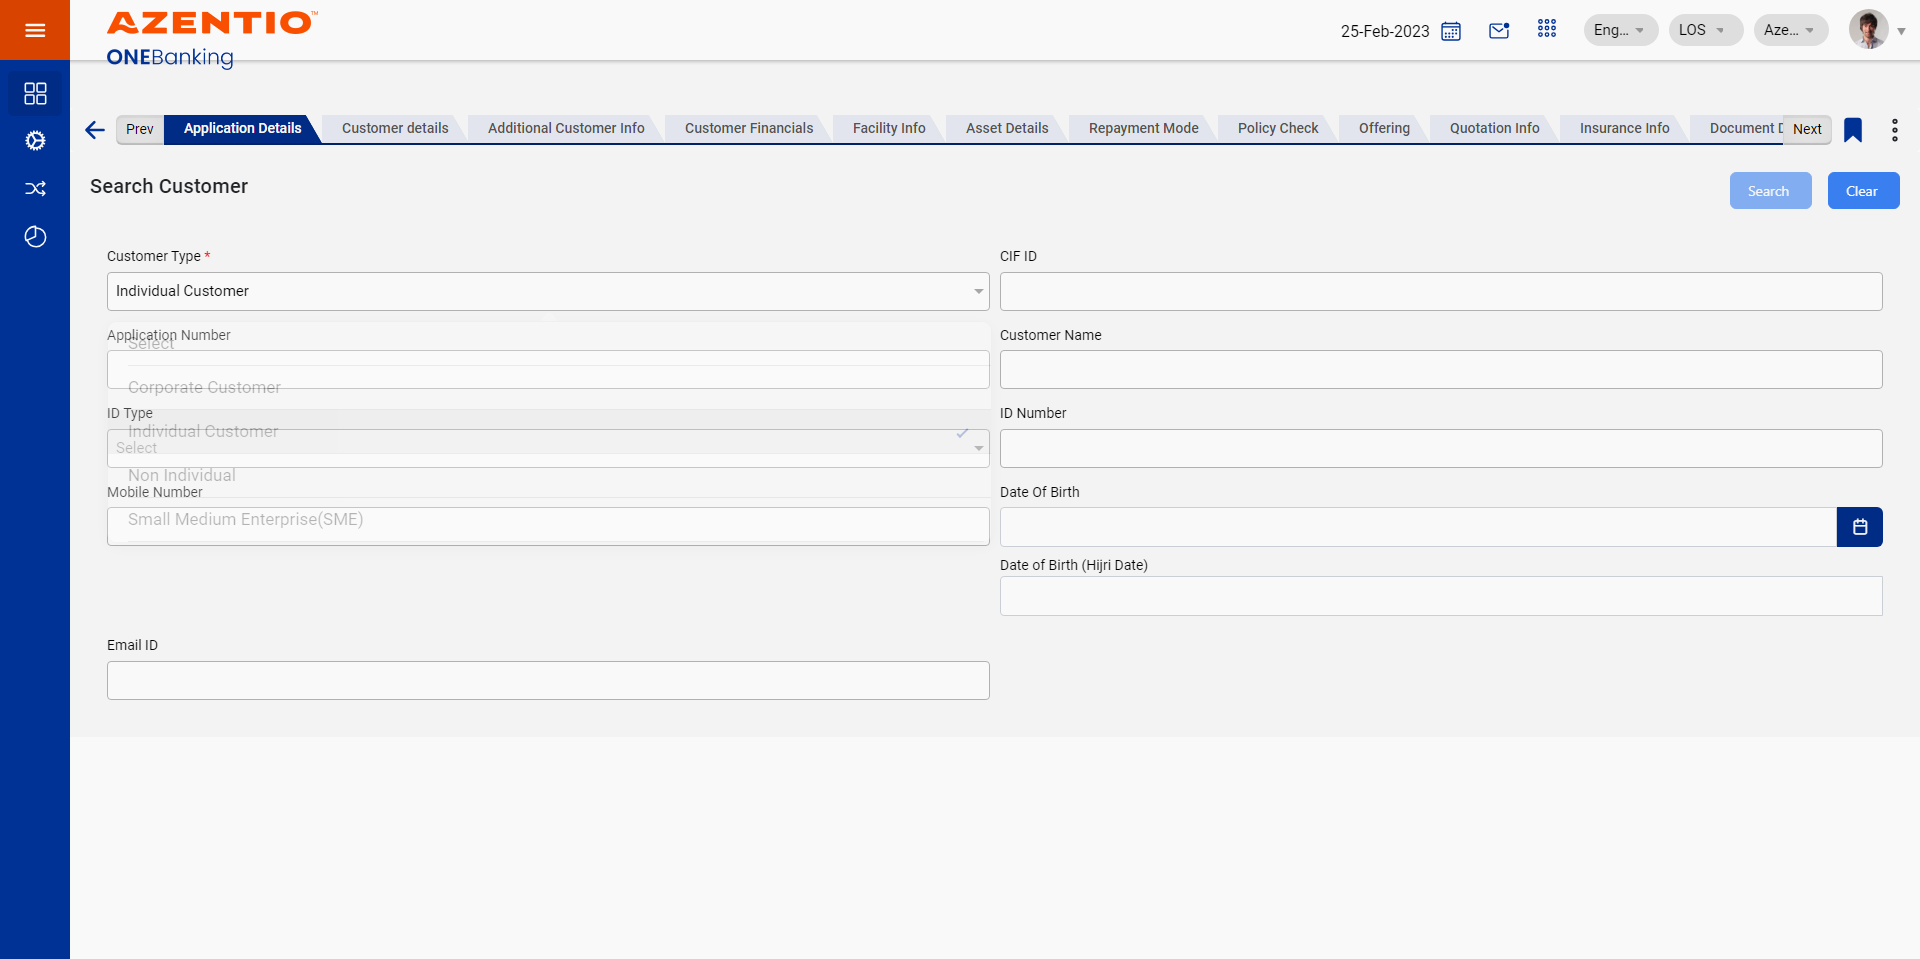 AZENTIO™
ONEBanking
25-Feb-2023
Eng...
LOS
Aze...
Prev
Application Details
Customer details
Additional Customer Info
Customer Financials
Facility Info
Asset Details
Repayment Mode
Policy Check
Offering
Quotation Info
Insurance Info
Document D
Next
Search Customer
Search
Clear
Customer Type *
CIF ID
Individual Customer
Application Number
Customer Name
Select
Corporate Customer
ID Type
ID Number
Individual Customer
Select
Non Individual
Mobile Number
Date Of Birth
Small Medium Enterprise(SME)
Date of Birth (Hijri Date)
Email ID